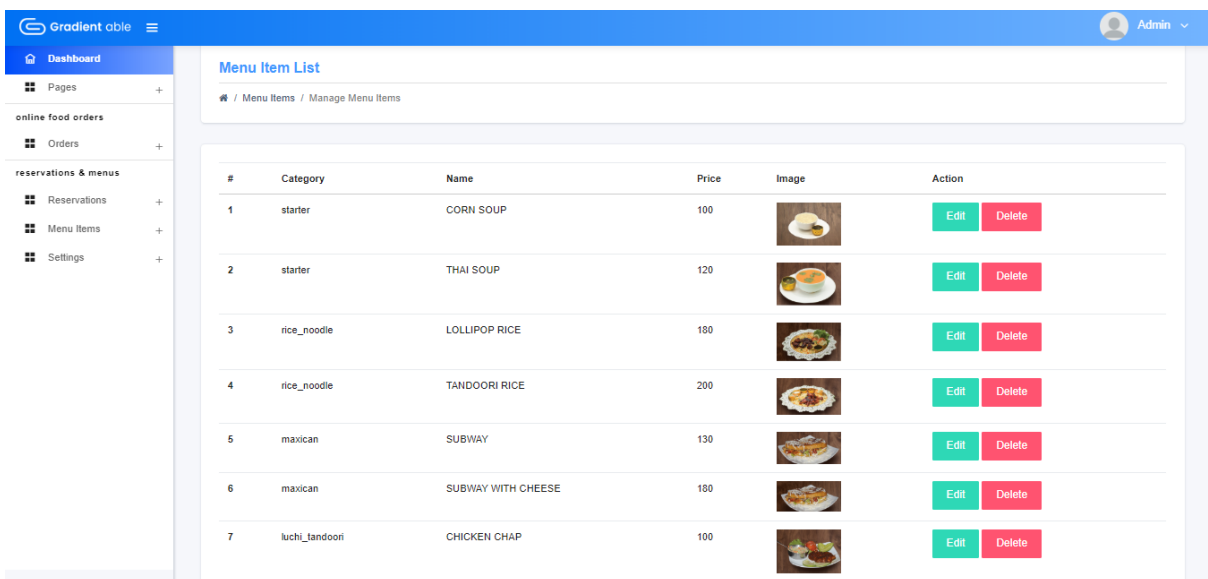 Gradient able
Admin
Dashboard
Pages +
online food orders
Orders +
reservations & menus
Reservations +
Menu Items +
Settings +
Menu Item List
/ Menu Items / Manage Menu Items
# Category Name Price Image Action
1 starter CORN SOUP 100 Edit Delete
2 starter THAI SOUP 120 Edit Delete
3 rice_noodle LOLLIPOP RICE 180 Edit Delete
4 rice_noodle TANDOORI RICE 200 Edit Delete
5 maxican SUBWAY 130 Edit Delete
6 maxican SUBWAY WITH CHEESE 180 Edit Delete
7 luchi_tandoori CHICKEN CHAP 100 Edit Delete